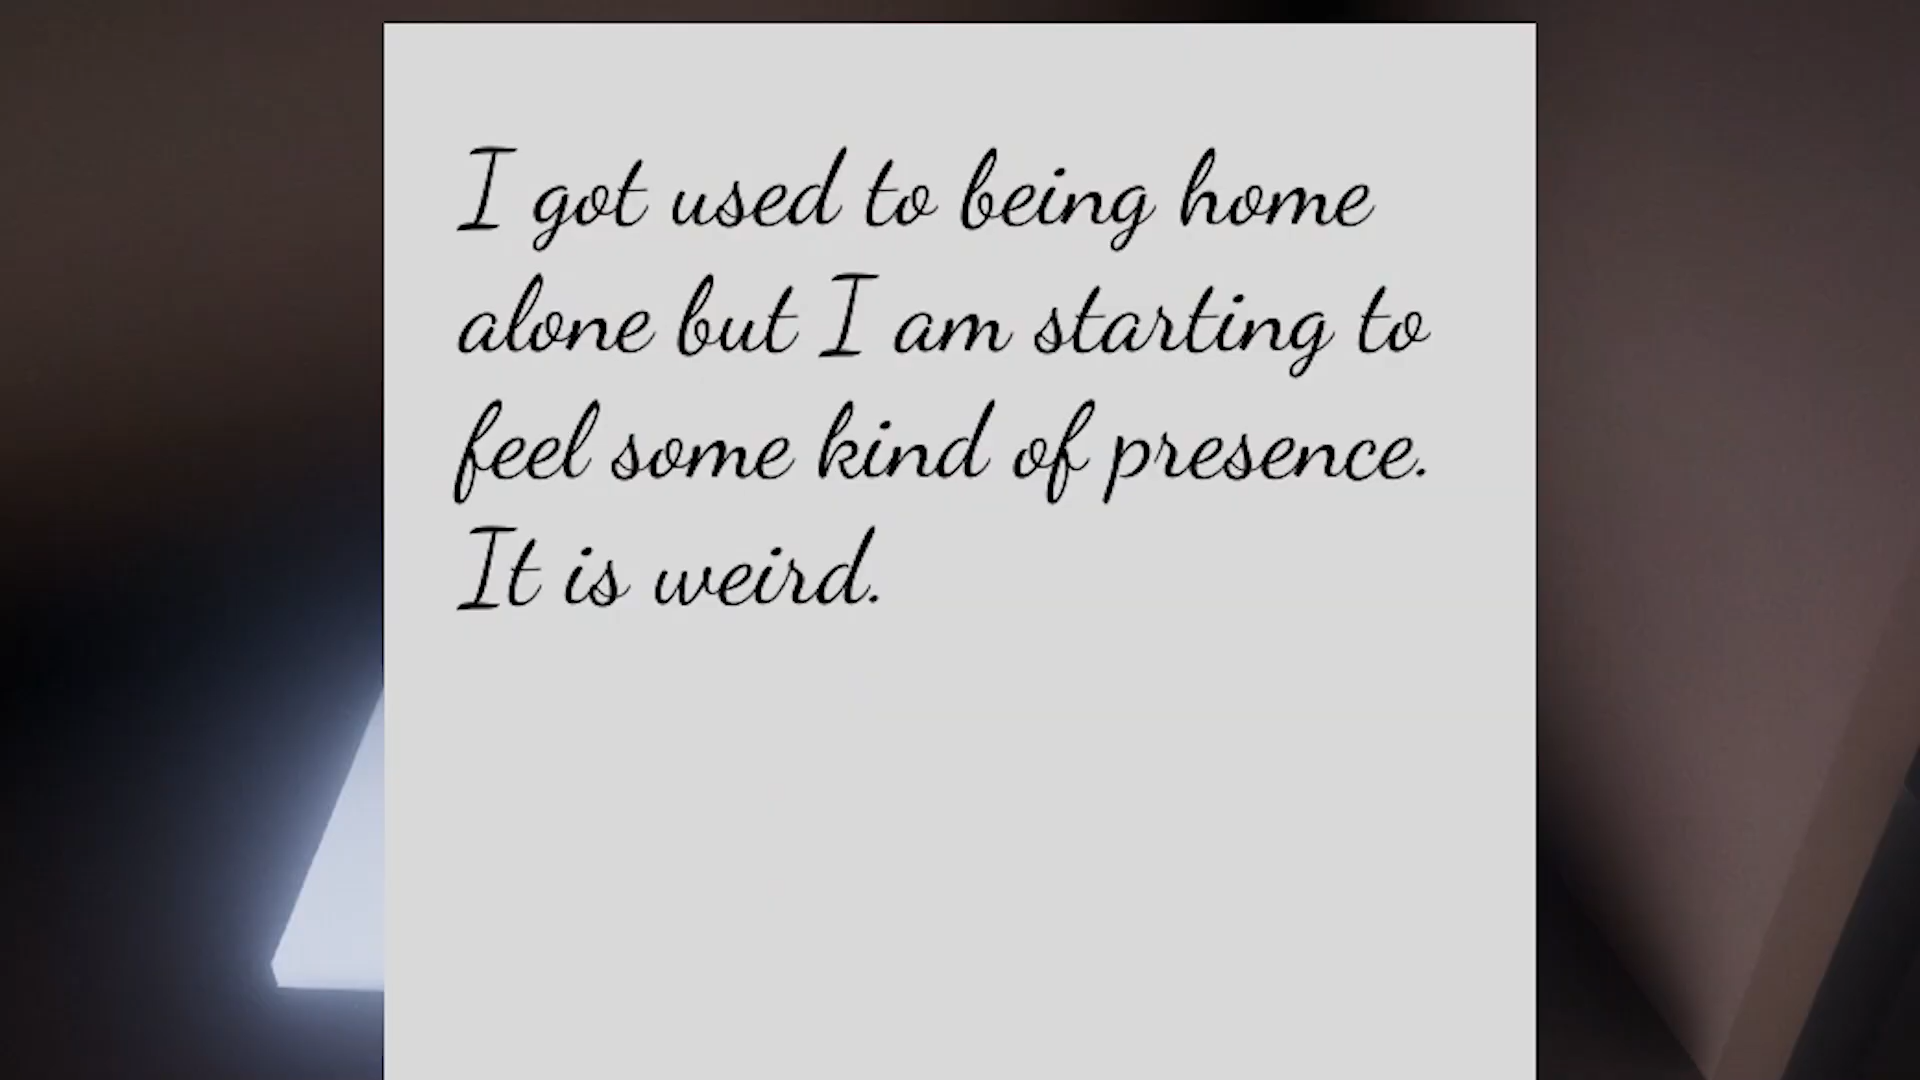 I got used to being home
alone but I am starting to
feel some kind of presence.
It is weird.